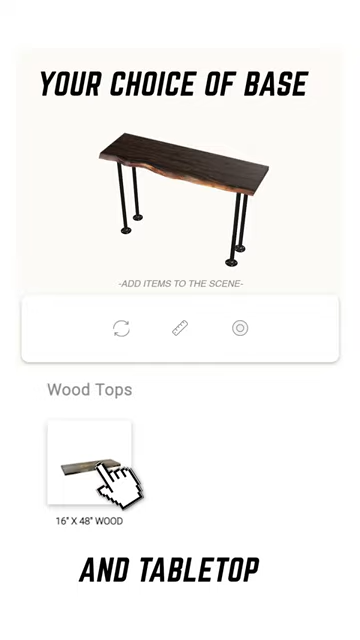 YOUR CHOICE OF BASE
-ADD ITEMS TO THE SCENE-
Wood Tops
16" X 48" WOOD
AND TABLETOP